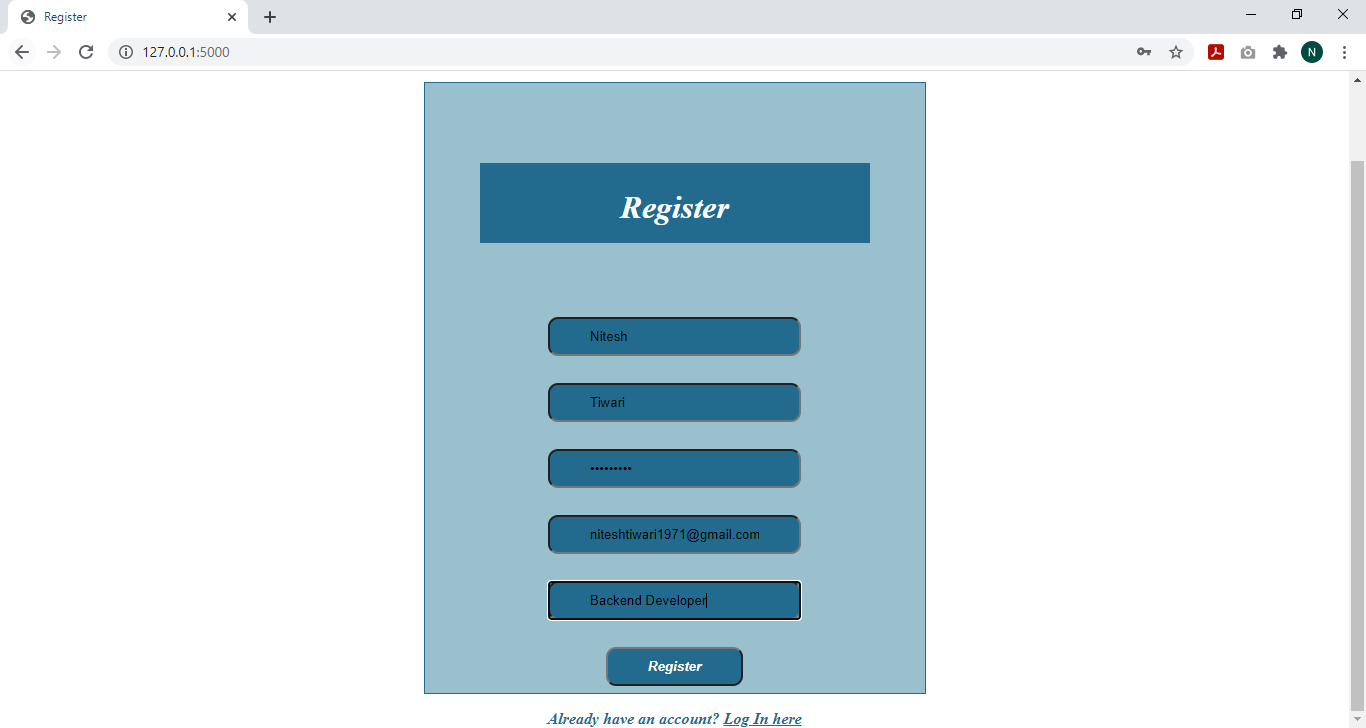 Register
127.0.0.1:5000
N
Register
Nitesh
Tiwari
•••••••••
niteshtiwari1971@gmail.com
Backend Developer
Register
Already have an account? Log In here